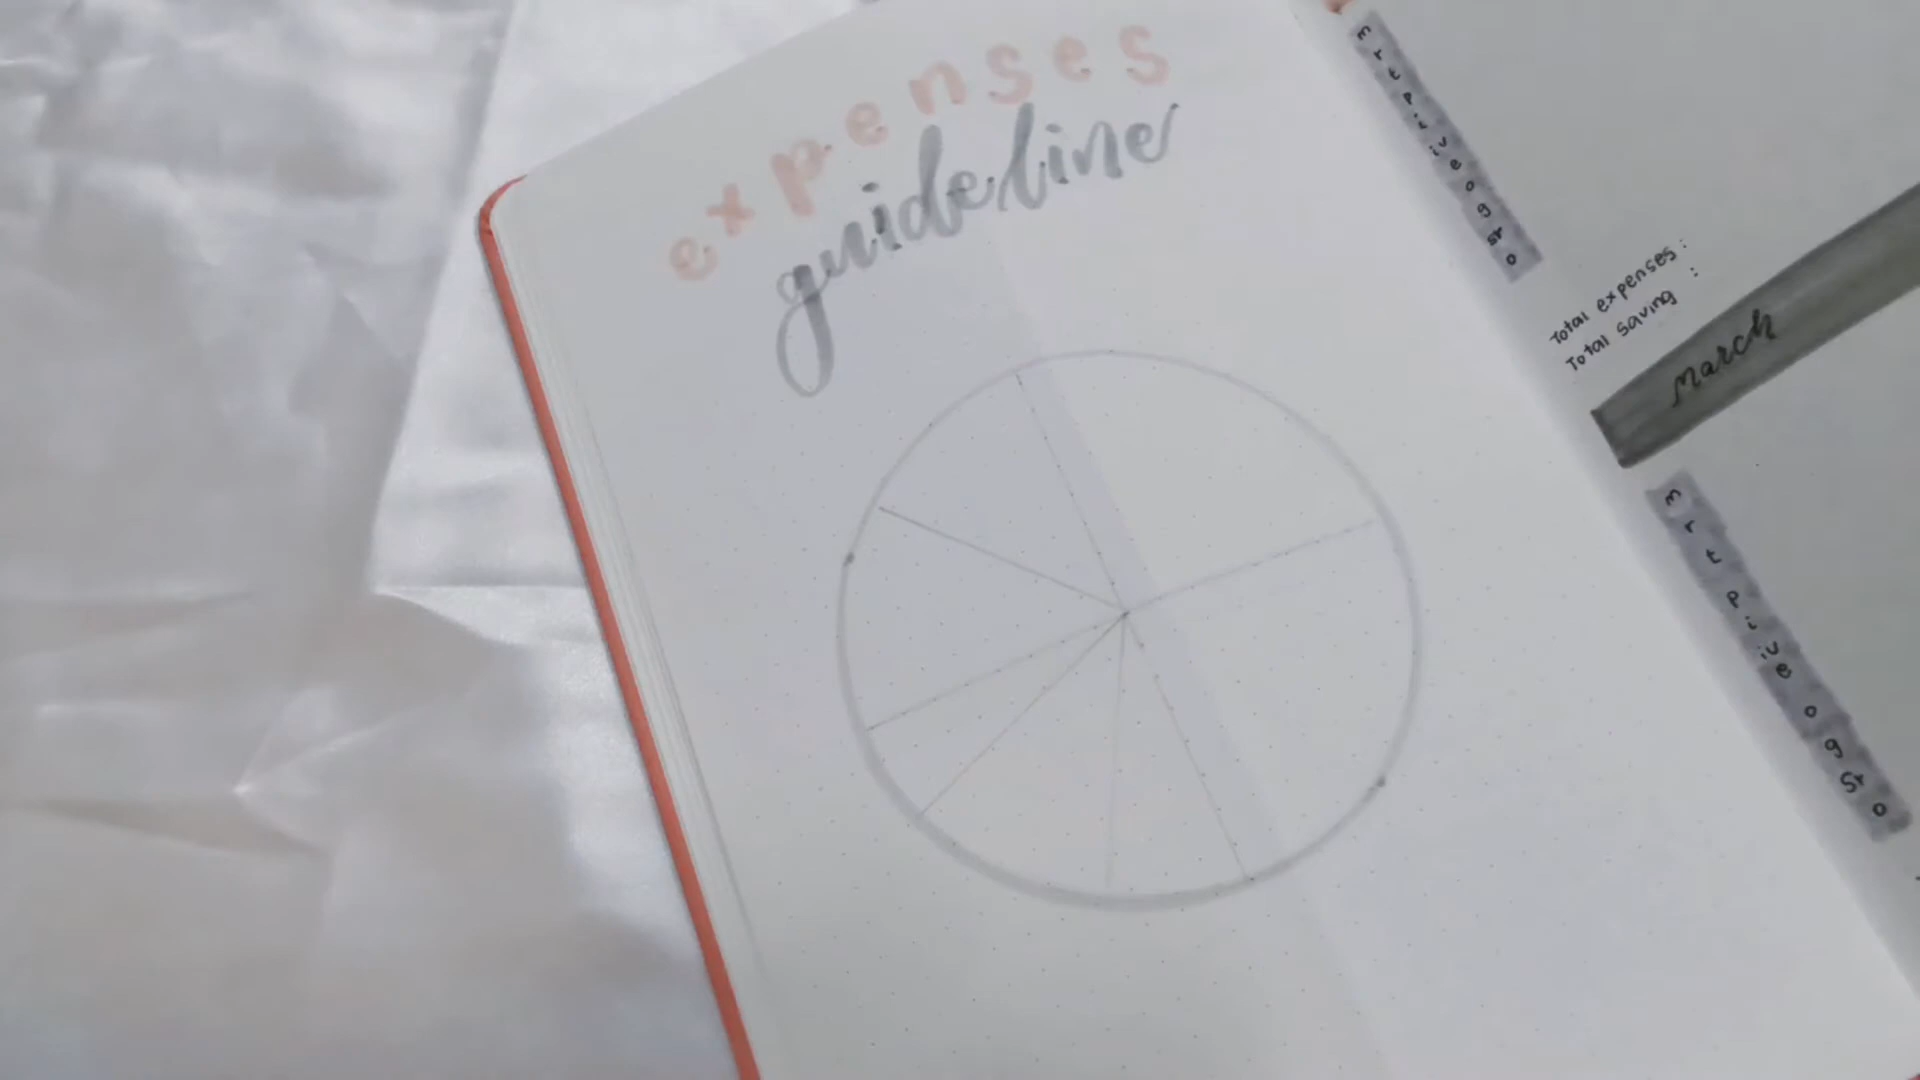 expenses
guideline
Total expenses :
Total saving :
March